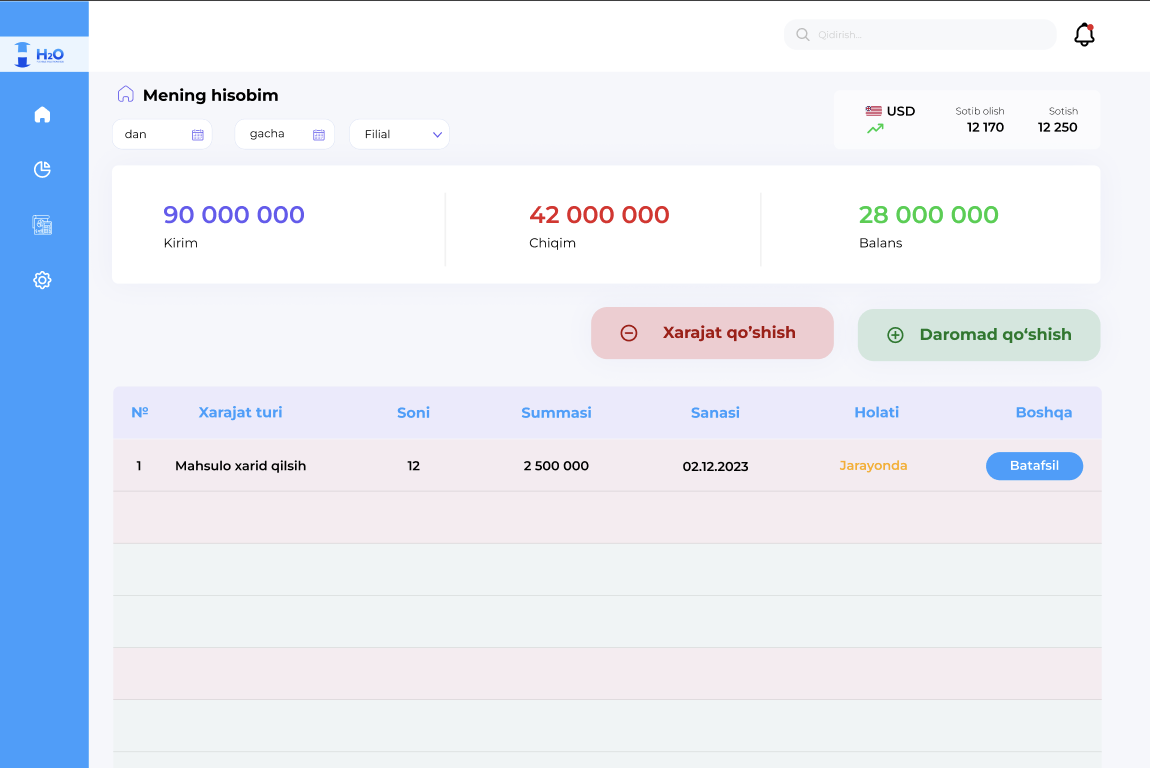 H2O
Qidirish...
Mening hisobim
dan
gacha
Filial
USD
Sotib olish
Sotish
12 170
12 250
90 000 000
42 000 000
28 000 000
Kirim
Chiqim
Balans
Xarajat qo’shish
Daromad qo‘shish
№ Xarajat turi Soni Summasi Sanasi Holati Boshqa
1 Mahsulo xarid qilsih 12 2 500 000 02.12.2023 Jarayonda Batafsil